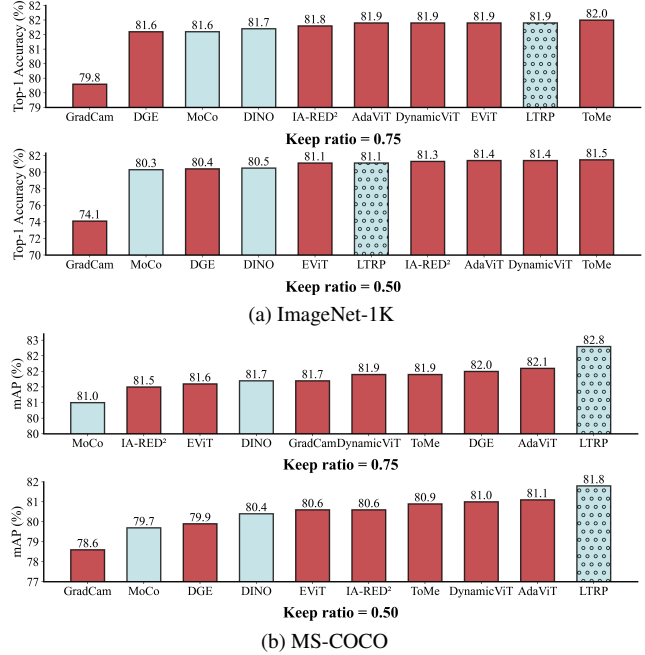 82
82
81
80
80
79
Top-1 Accuracy (%)
79.8 81.6 81.6 81.7 81.8 81.9 81.9 81.9 81.9 82.0
GradCam DGE MoCo DINO IA-RED² AdaViT DynamicViT EViT LTRP ToMe
Keep ratio = 0.75
82
80
78
76
74
72
70
Top-1 Accuracy (%)
74.1 80.3 80.4 80.5 81.1 81.1 81.3 81.4 81.4 81.5
GradCam MoCo DGE DINO EViT LTRP IA-RED² AdaViT DynamicViT ToMe
Keep ratio = 0.50
(a) ImageNet-1K
83
82
82
81
81
80
80
mAP (%)
81.0 81.5 81.6 81.7 81.7 81.9 81.9 82.0 82.1 82.8
MoCo IA-RED² EViT DINO GradCam DynamicViT ToMe DGE AdaViT LTRP
Keep ratio = 0.75
82
81
80
79
78
77
mAP (%)
78.6 79.7 79.9 80.4 80.6 80.6 80.9 81.0 81.1 81.8
GradCam MoCo DGE DINO EViT IA-RED² ToMe DynamicViT AdaViT LTRP
Keep ratio = 0.50
(b) MS-COCO